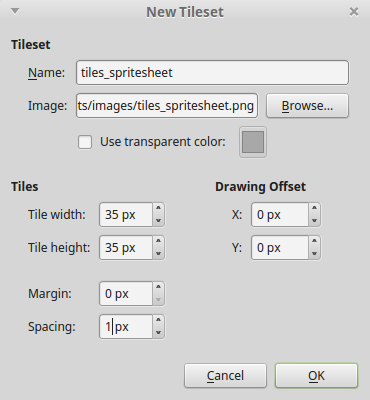 New Tileset
Tileset
Name: tiles_spritesheet
Image: ts/images/tiles_spritesheet.png Browse...
Use transparent color:
Tiles Drawing Offset
Tile width: 35 px X: 0 px
Tile height: 35 px Y: 0 px
Margin: 0 px
Spacing: 1 px
Cancel OK